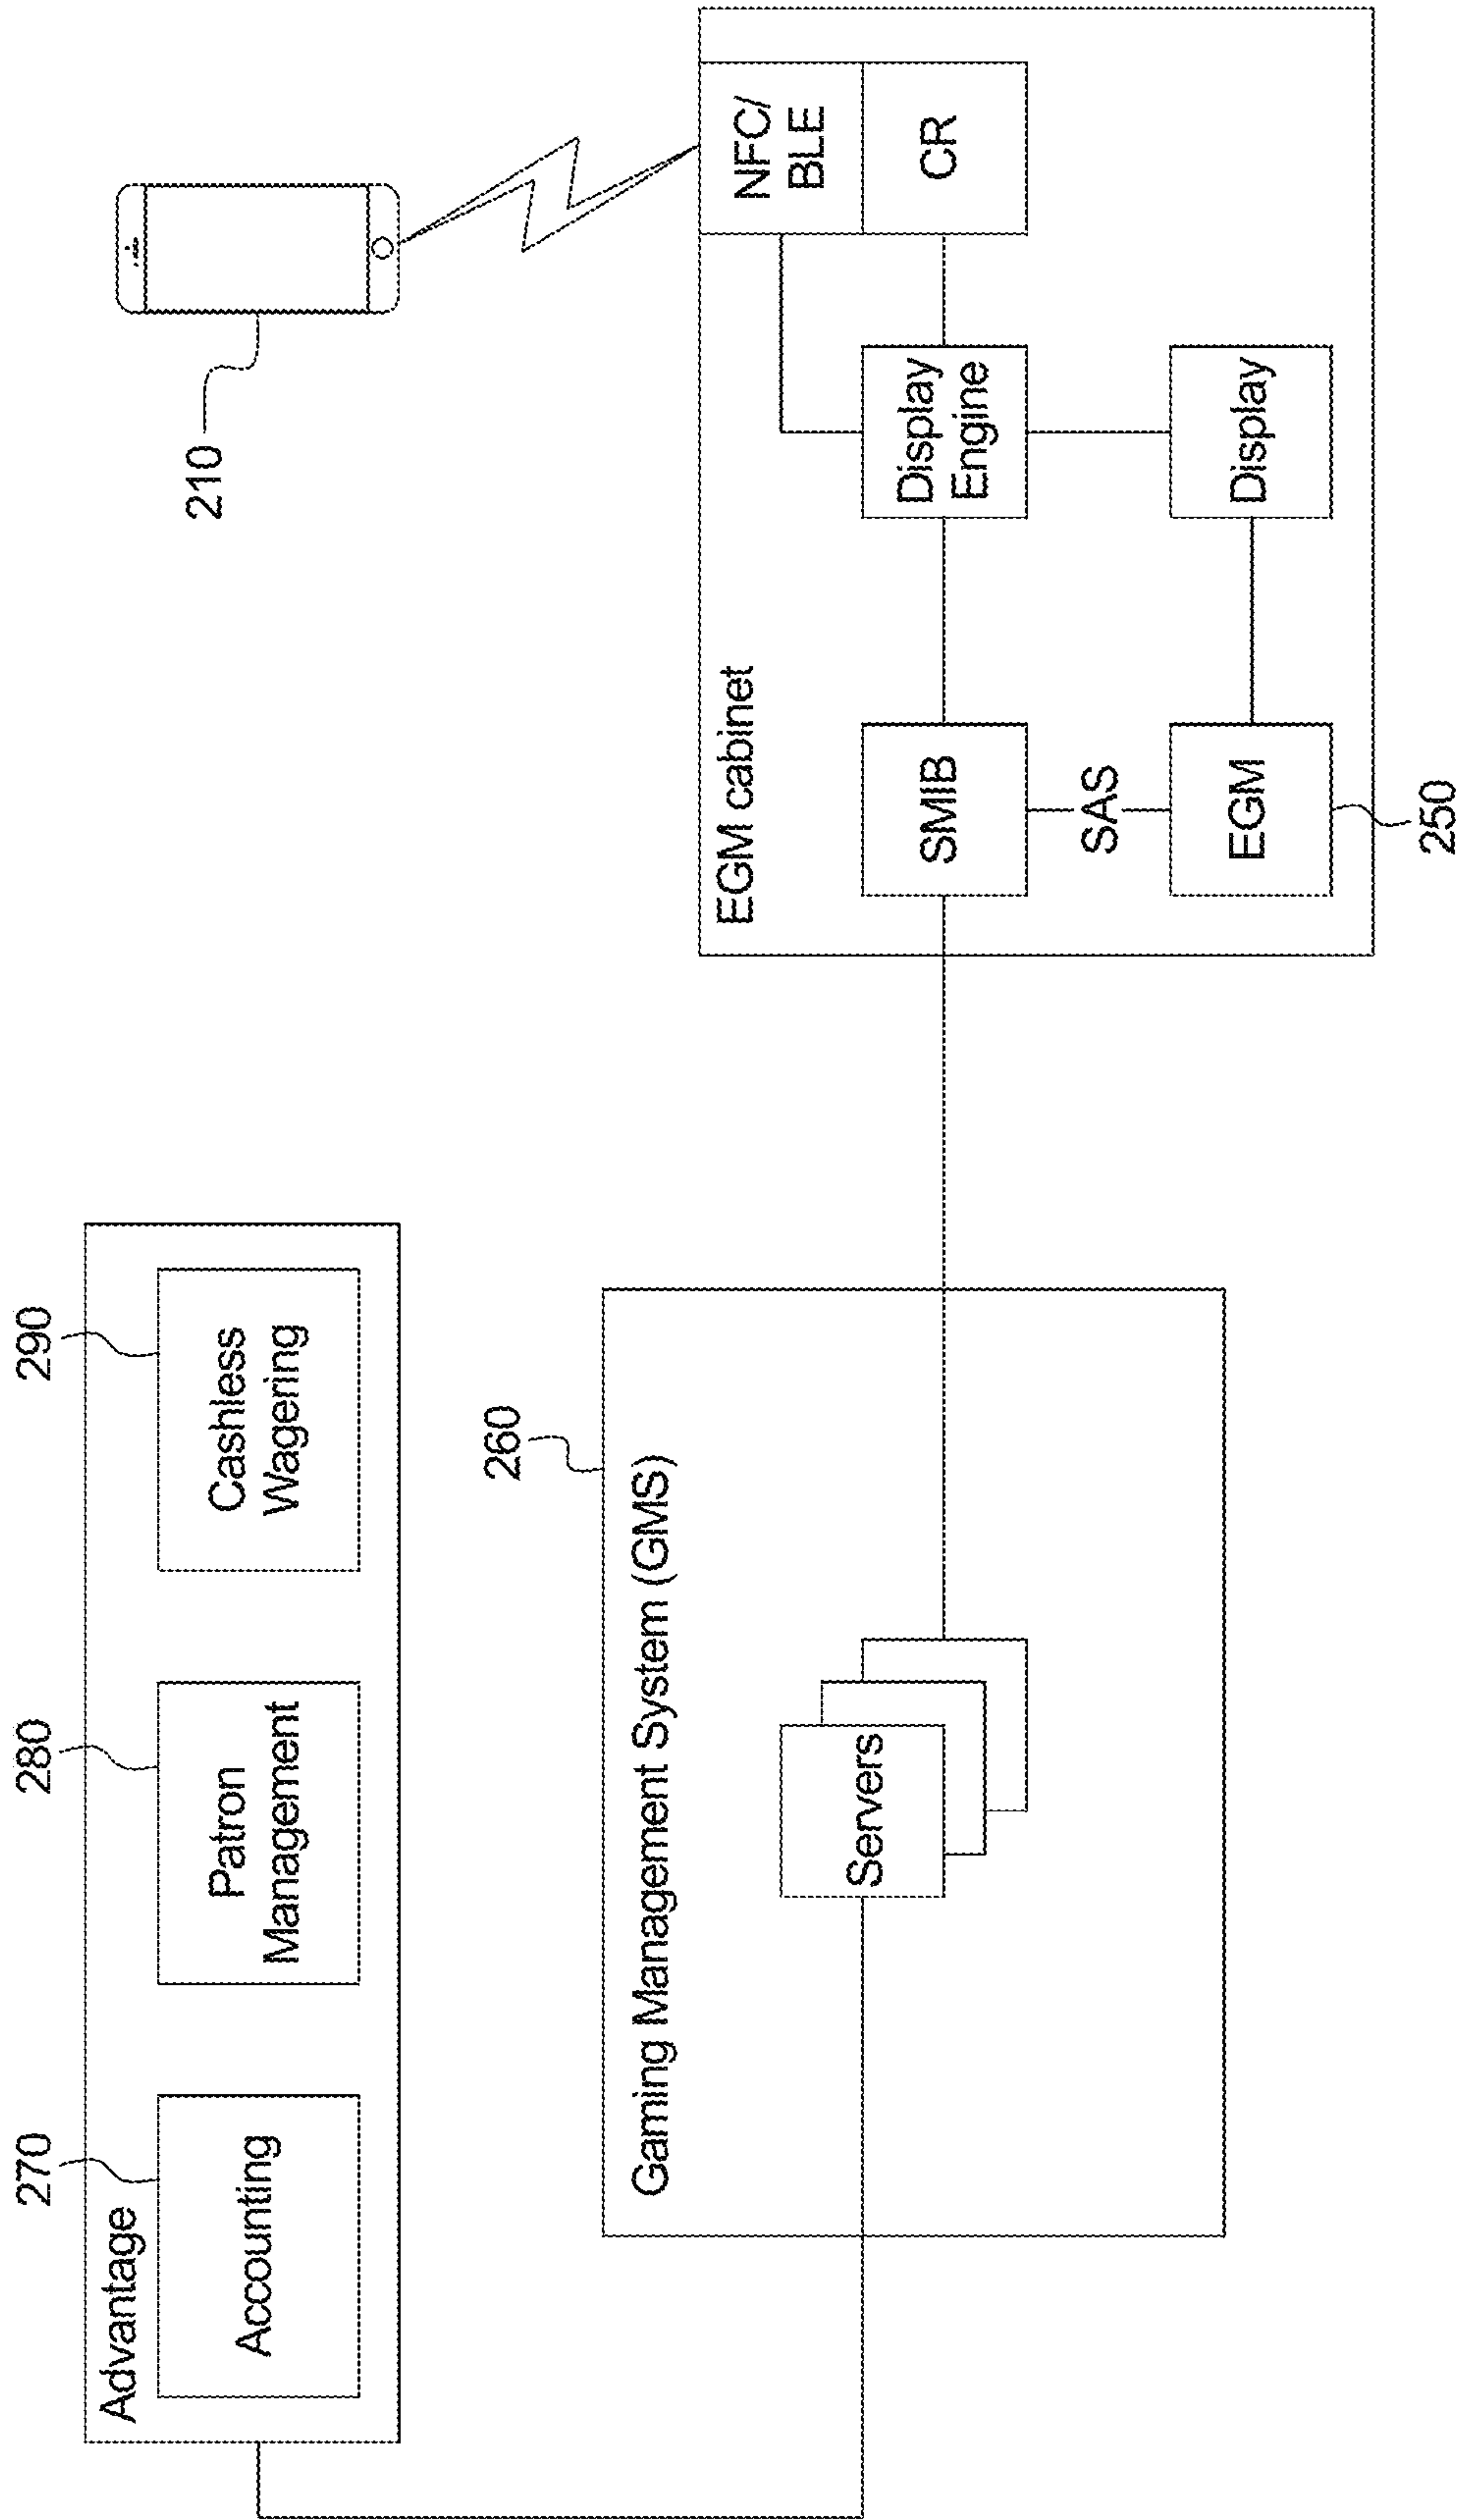 270
280
290
Advantage
Accounting
Patron
Management
Cashless
Wagering
210
260
Gaming Management System (GMS)
Servers
EGM cabinet
NFC/
BLE
SMIB
Display
Engine
CR
SAS
EGM
Display
250